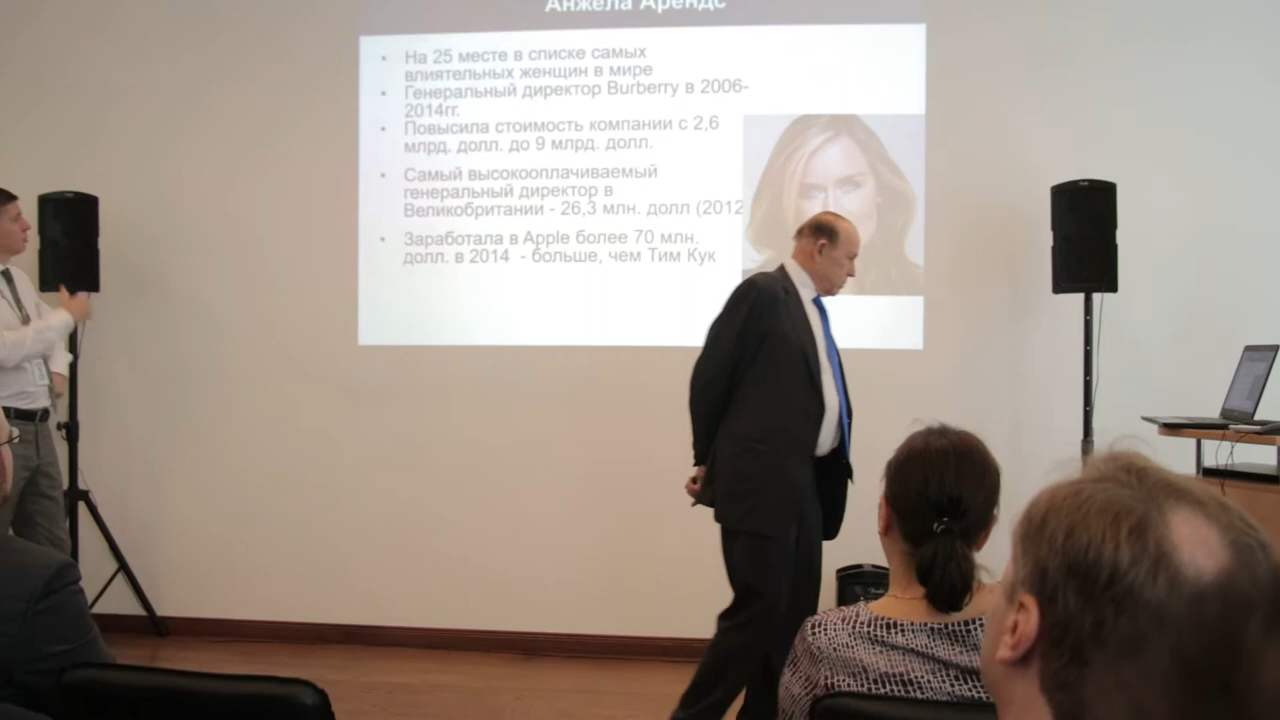 Анжела Арендс
• На 25 месте в списке самых
влиятельных женщин в мире
• Генеральный директор Burberry в 2006-
2014гг.
• Повысила стоимость компании с 2,6
млрд. долл. до 9 млрд. долл.
• Самый высокооплачиваемый
генеральный директор в
Великобритании - 26,3 млн. долл (2012
• Заработала в Apple более 70 млн.
долл. в 2014 - больше, чем Тим Кук